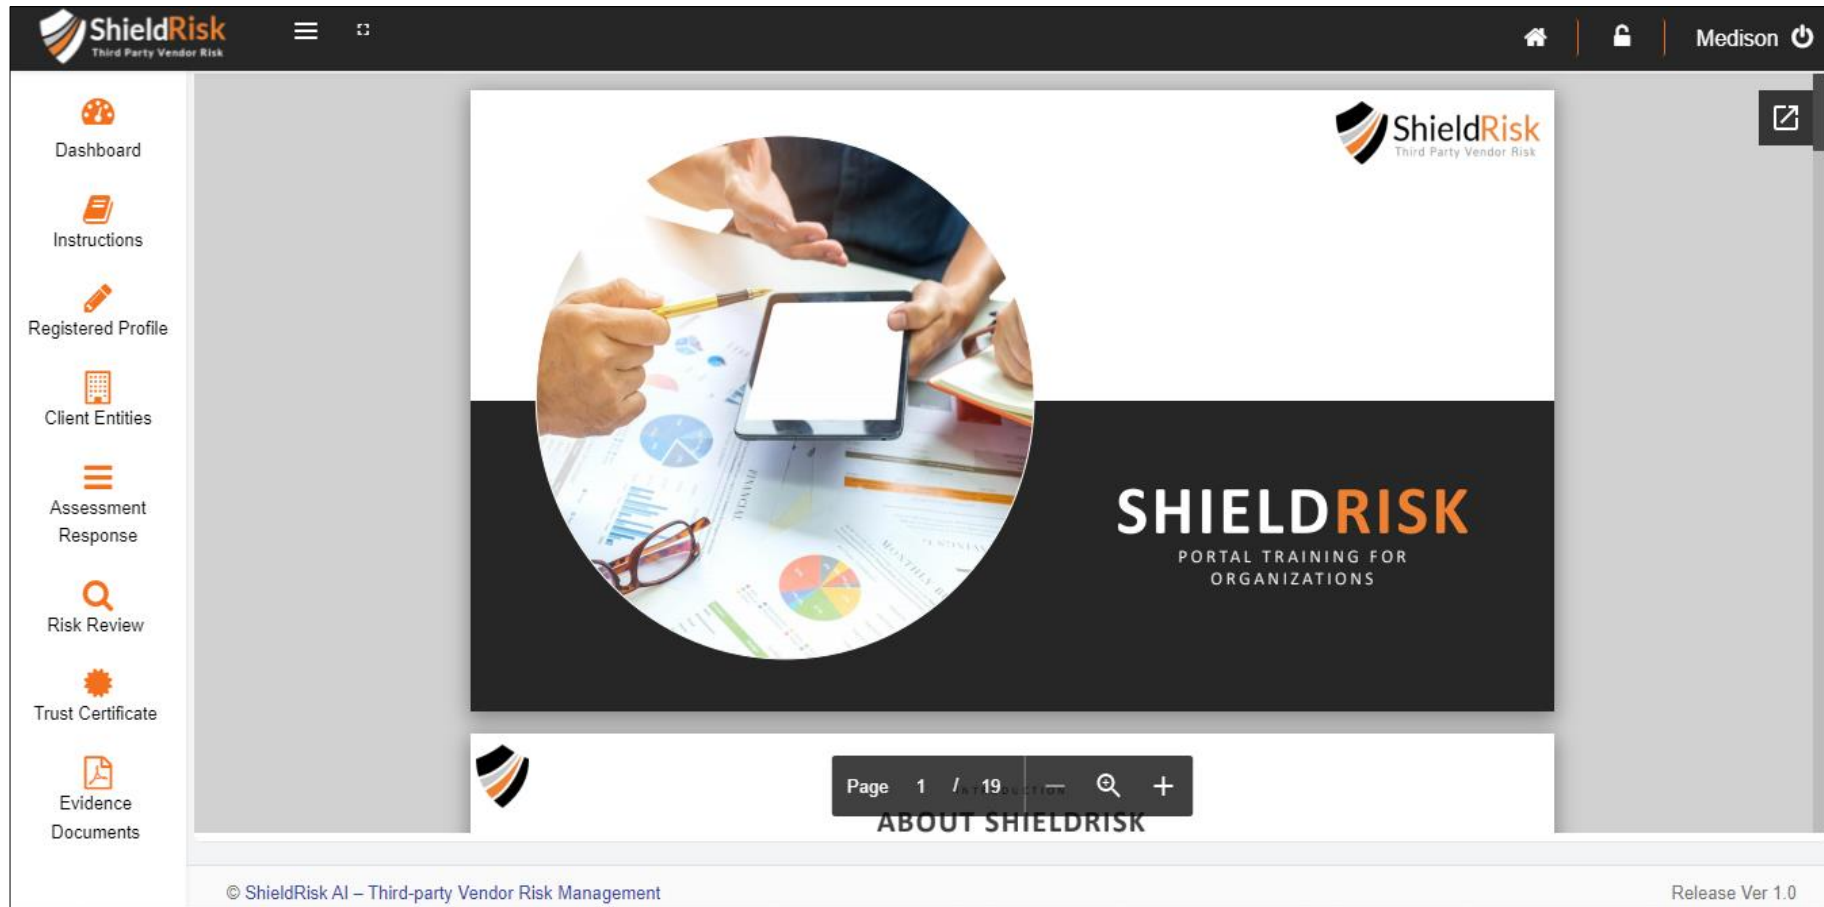 ShieldRisk
Third Party Vendor Risk
Medison
Dashboard
Instructions
Registered Profile
Client Entities
Assessment
Response
Risk Review
Trust Certificate
Evidence
Documents
ShieldRisk
Third Party Vendor Risk
FINANCIAL
SHIELDRISK
PORTAL TRAINING FOR
ORGANIZATIONS
Page 1 / 19
INTRODUCTION
ABOUT SHIELDRISK
© ShieldRisk AI – Third-party Vendor Risk Management
Release Ver 1.0